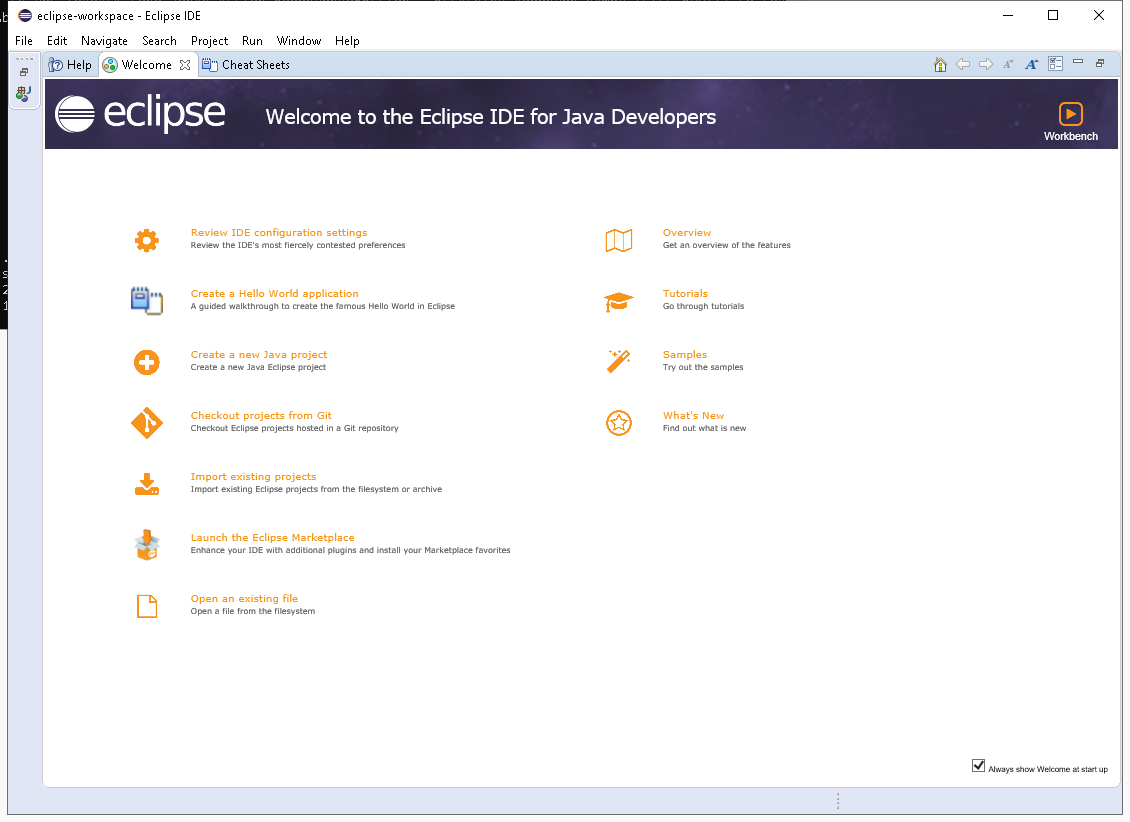 eclipse-workspace - Eclipse IDE
File Edit Navigate Search Project Run Window Help
Help Welcome Cheat Sheets
eclipse
Welcome to the Eclipse IDE for Java Developers
Workbench
Review IDE configuration settings
Review the IDE's most fiercely contested preferences
Create a Hello World application
A guided walkthrough to create the famous Hello World in Eclipse
Create a new Java project
Create a new Java Eclipse project
Checkout projects from Git
Checkout Eclipse projects hosted in a Git repository
Import existing projects
Import existing Eclipse projects from the filesystem or archive
Launch the Eclipse Marketplace
Enhance your IDE with additional plugins and install your Marketplace favorites
Open an existing file
Open a file from the filesystem
Overview
Get an overview of the features
Tutorials
Go through tutorials
Samples
Try out the samples
What's New
Find out what is new
Always show Welcome at start up